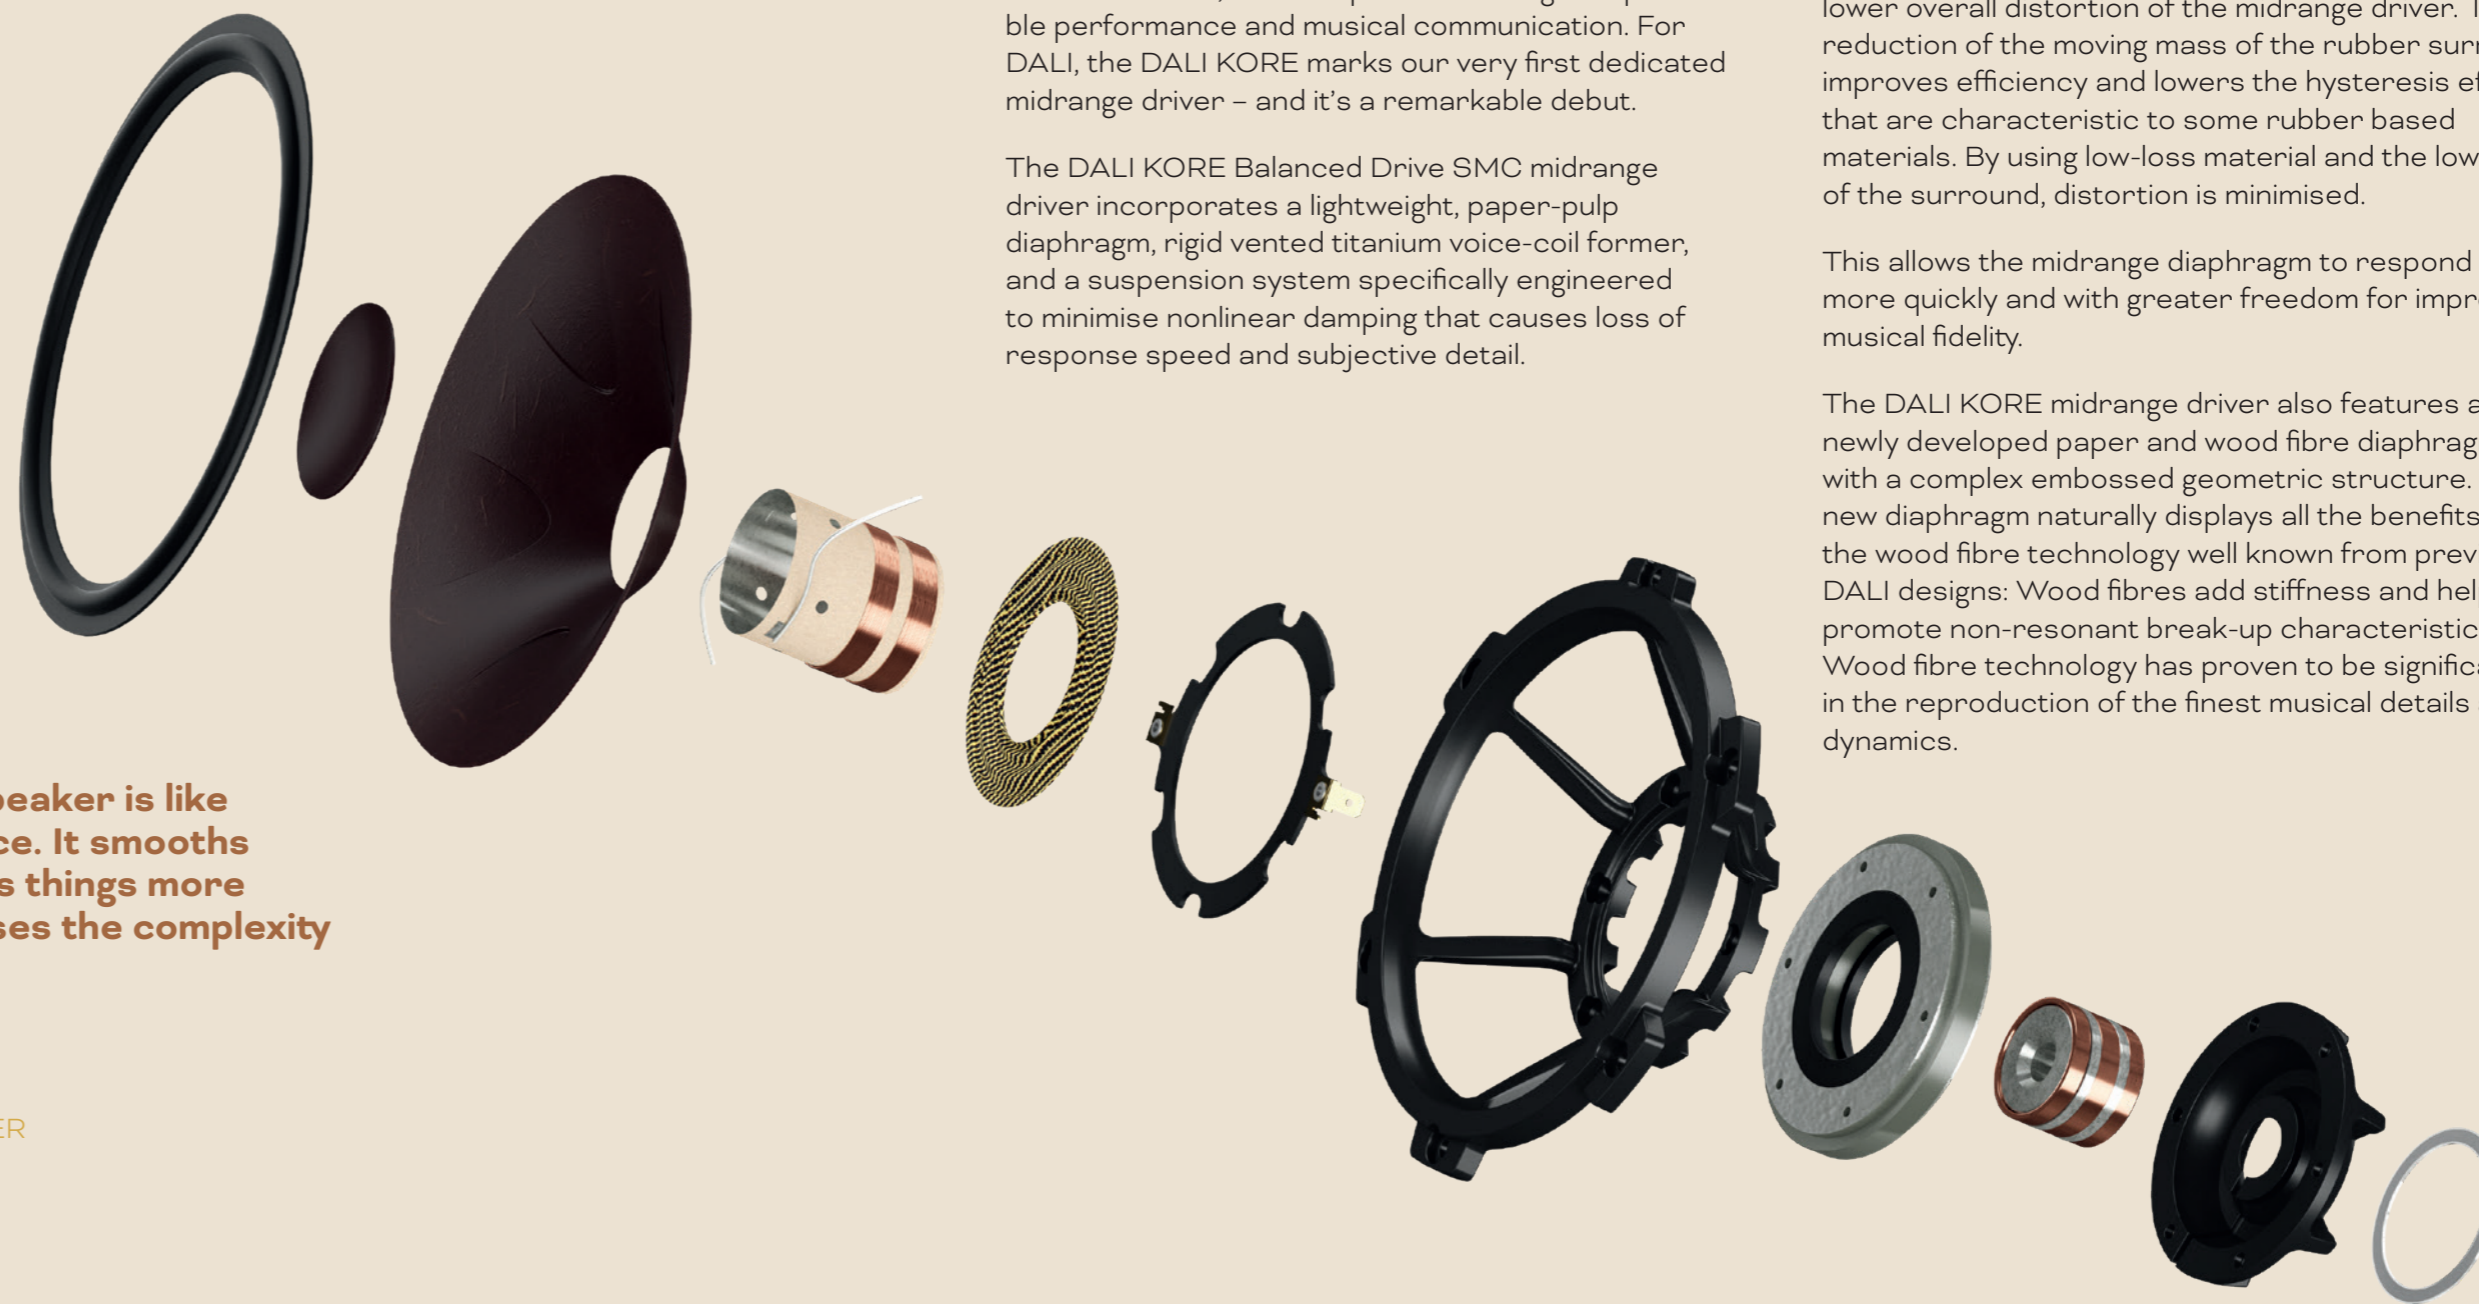 ble performance and musical communication. For
DALI, the DALI KORE marks our very first dedicated
midrange driver – and it's a remarkable debut.
The DALI KORE Balanced Drive SMC midrange
driver incorporates a lightweight, paper-pulp
diaphragm, rigid vented titanium voice-coil former,
and a suspension system specifically engineered
to minimise nonlinear damping that causes loss of
response speed and subjective detail.
lower overall distortion of the midrange driver.
reduction of the moving mass of the rubber
improves efficiency and lowers the hysteresis
that are characteristic to some rubber based
materials. By using low-loss material and the low
of the surround, distortion is minimised.
This allows the midrange diaphragm to respond
more quickly and with greater freedom for
musical fidelity.
The DALI KORE midrange driver also features a
newly developed paper and wood fibre
with a complex embossed geometric structure.
new diaphragm naturally displays all the benefits
the wood fibre technology well known from
DALI designs: Wood fibres add stiffness and
promote non-resonant break-up
Wood fibre technology has proven to be
in the reproduction of the finest musical details
dynamics.
is like
It smooths
things more
the complexity